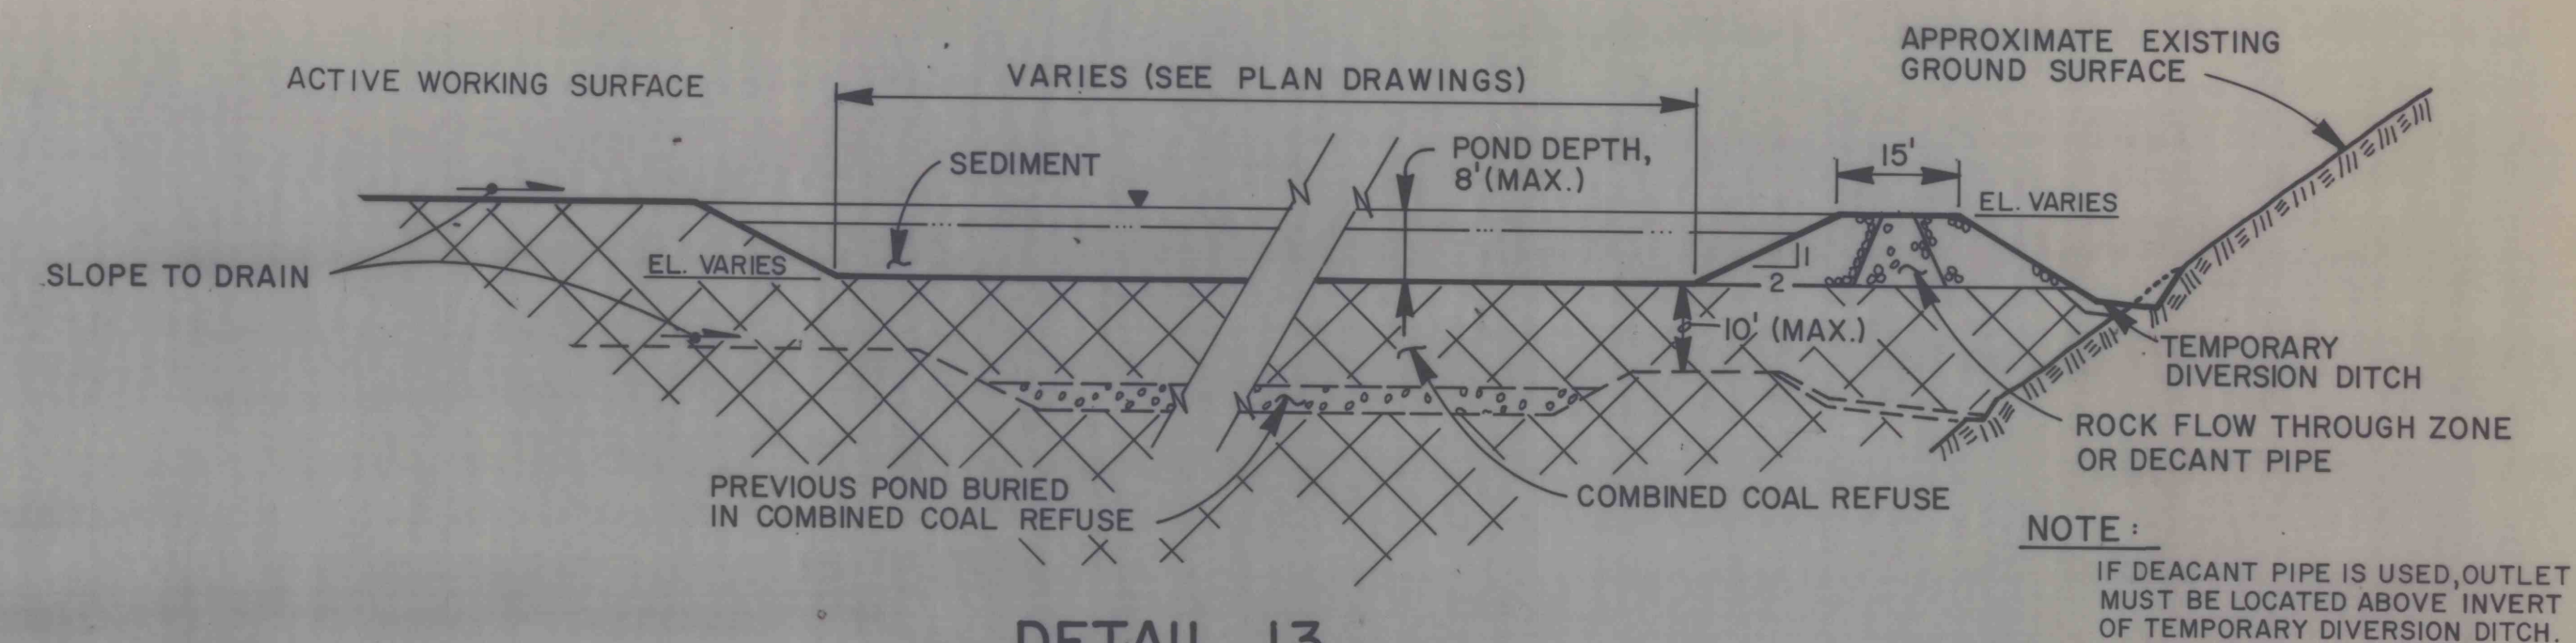 ACTIVE WORKING SURFACE
VARIES (SEE PLAN DRAWINGS)
APPROXIMATE EXISTING
GROUND SURFACE
SEDIMENT
POND DEPTH,
8' (MAX.)
15'
EL. VARIES
SLOPE TO DRAIN
EL. VARIES
1
2
10' (MAX.)
TEMPORARY
DIVERSION DITCH
ROCK FLOW THROUGH ZONE
OR DECANT PIPE
PREVIOUS POND BURIED
IN COMBINED COAL REFUSE
COMBINED COAL REFUSE
NOTE:
IF DEACANT PIPE IS USED, OUTLET
MUST BE LOCATED ABOVE INVERT
OF TEMPORARY DIVERSION DITCH.
DETAIL 13